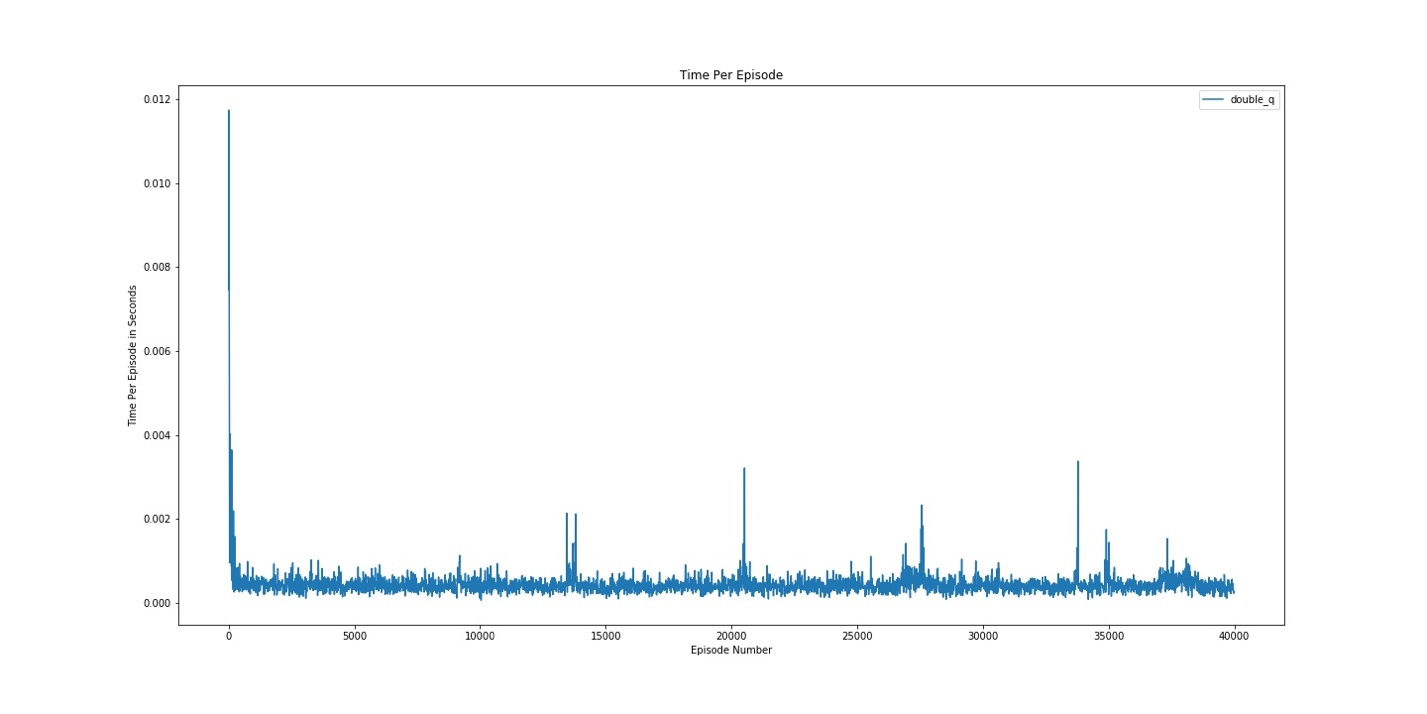 Time Per Episode
double_q
0.012
0.010
0.008
0.006
0.004
0.002
0.000
Time Per Episode in Seconds
0 5000 10000 15000 20000 25000 30000 35000 40000
Episode Number